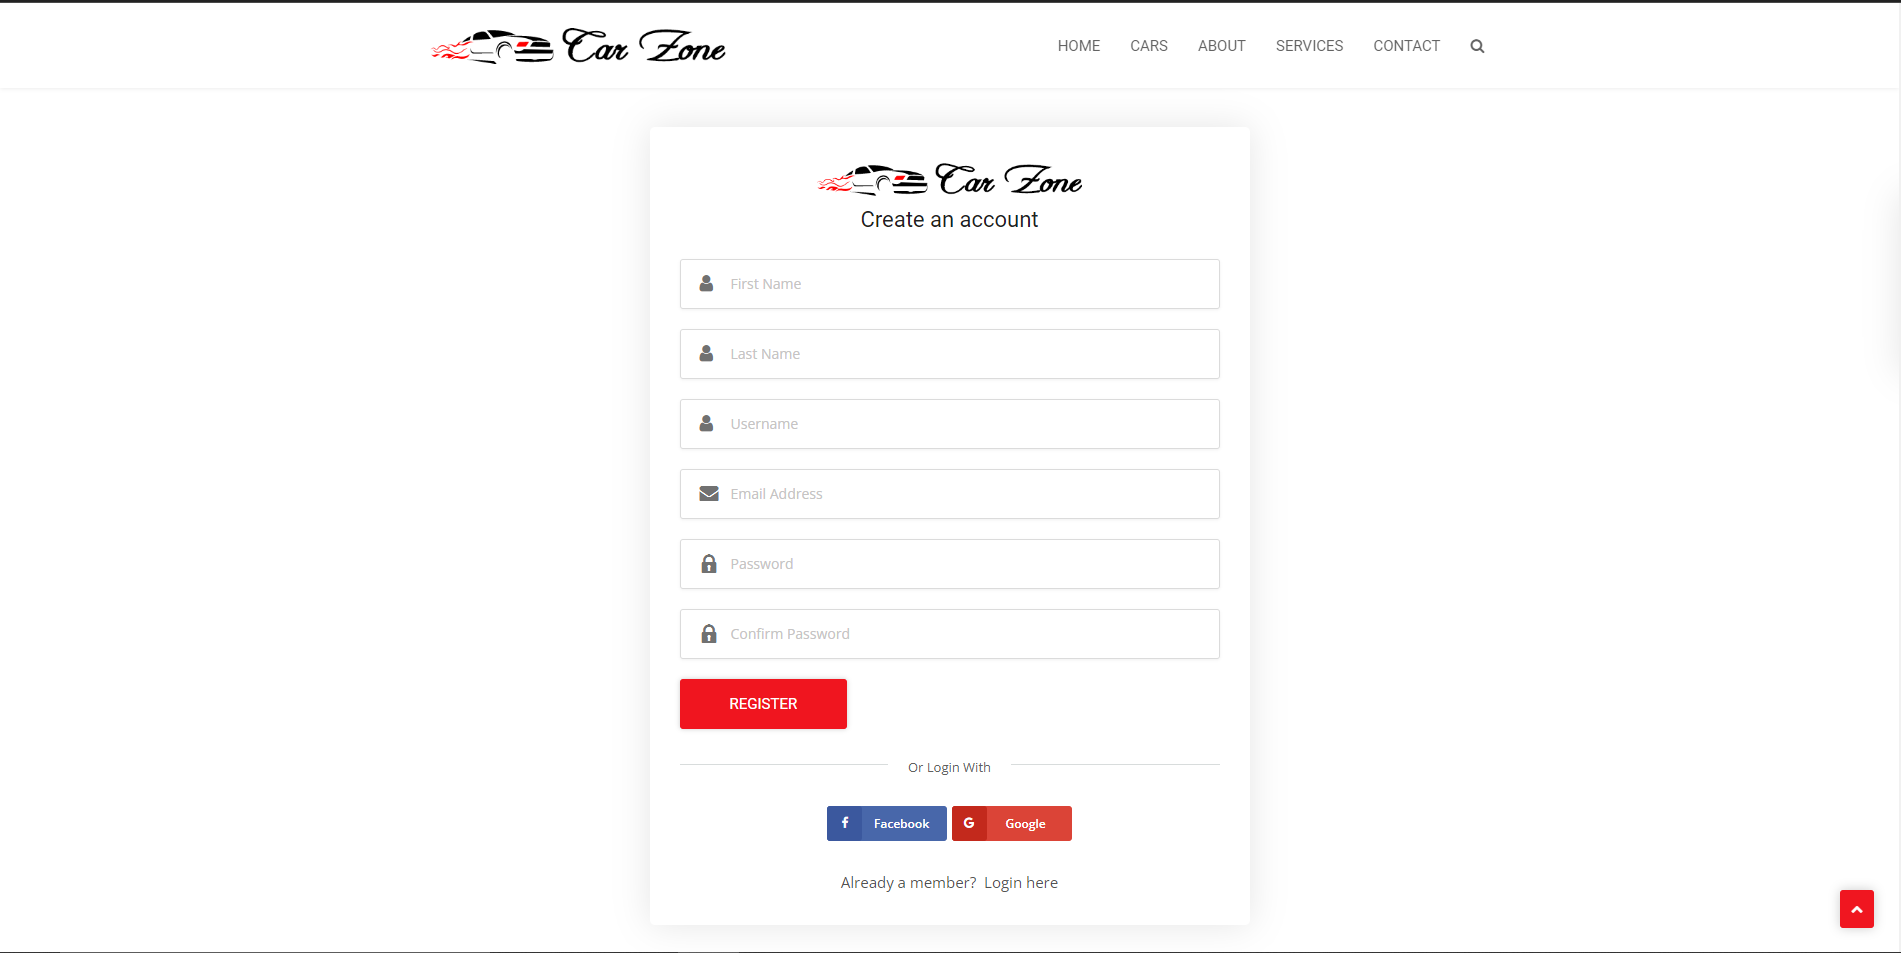 Car Zone
HOME CARS ABOUT SERVICES CONTACT
Car Zone
Create an account
First Name
Last Name
Username
Email Address
Password
Confirm Password
REGISTER
Or Login With
f Facebook G Google
Already a member? Login here